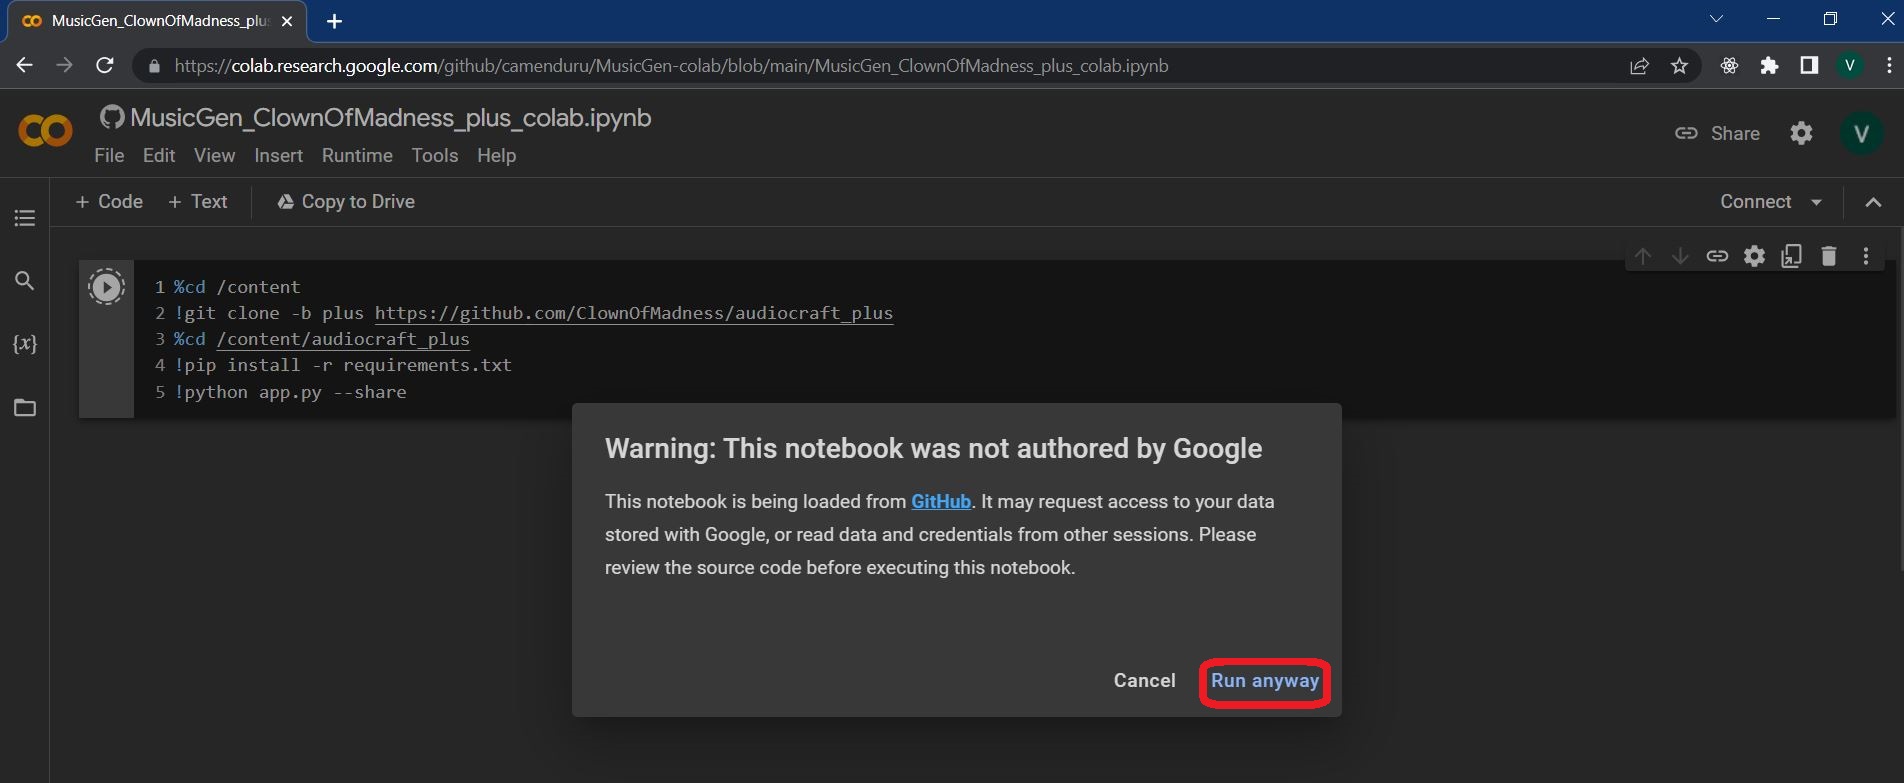 MusicGen_ClownOfMadness_plus
https://colab.research.google.com/github/camenduru/MusicGen-colab/blob/main/MusicGen_ClownOfMadness_plus_colab.ipynb
V
MusicGen_ClownOfMadness_plus_colab.ipynb
Share
V
File Edit View Insert Runtime Tools Help
+ Code + Text Copy to Drive
Connect
{x}
1 %cd /content
2 !git clone -b plus https://github.com/ClownOfMadness/audiocraft_plus
3 %cd /content/audiocraft_plus
4 !pip install -r requirements.txt
5 !python app.py --share
Warning: This notebook was not authored by Google
This notebook is being loaded from GitHub. It may request access to your data
stored with Google, or read data and credentials from other sessions. Please
review the source code before executing this notebook.
Cancel Run anyway